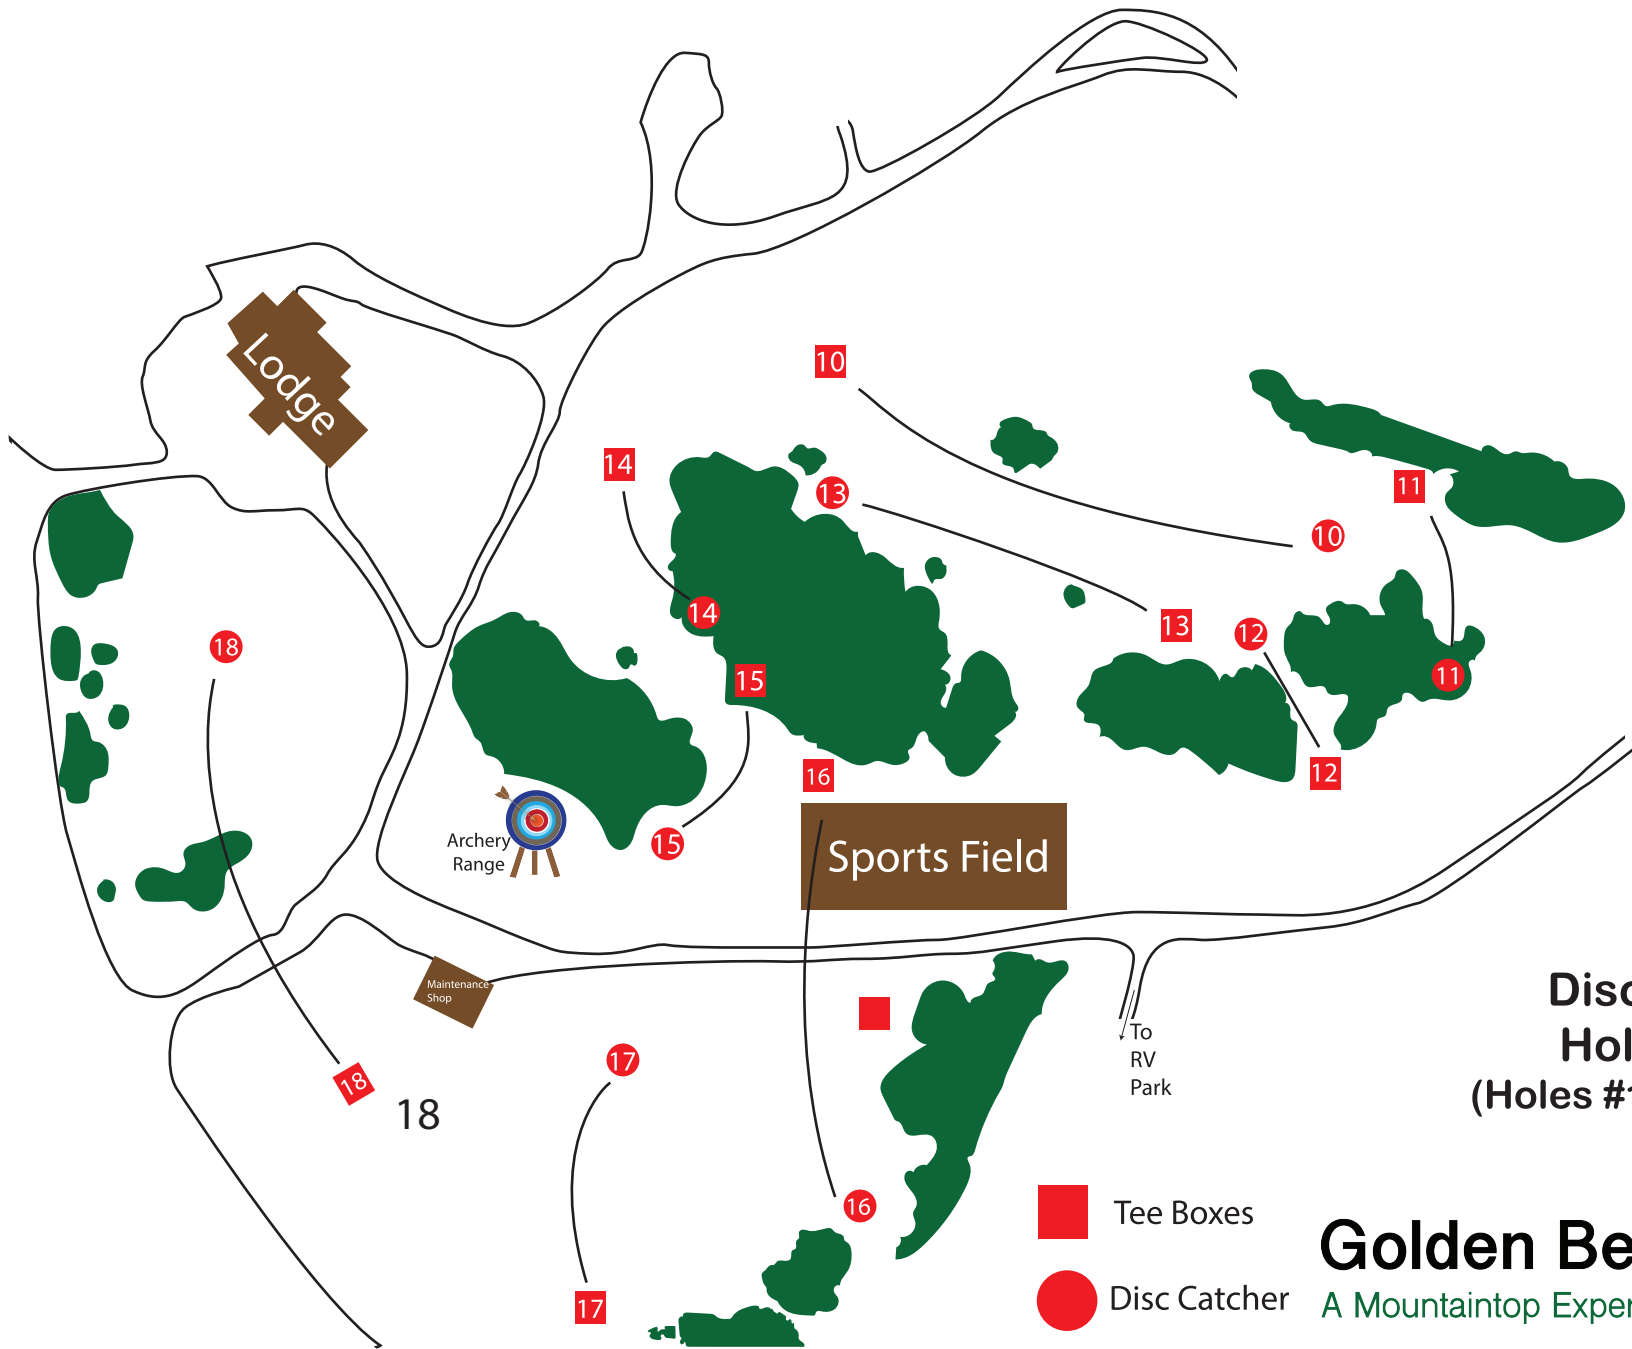 10
Lodge
14
11
13
10
13
12
14
18
15
11
12
16
Archery
Range
15
Sports Field
Maintenance
Shop
Disc
Hol
To
RV
Park
17
18
18
(Holes #1
16
Tee Boxes
Golden Be
17
Disc Catcher
A Mountaintop Exper